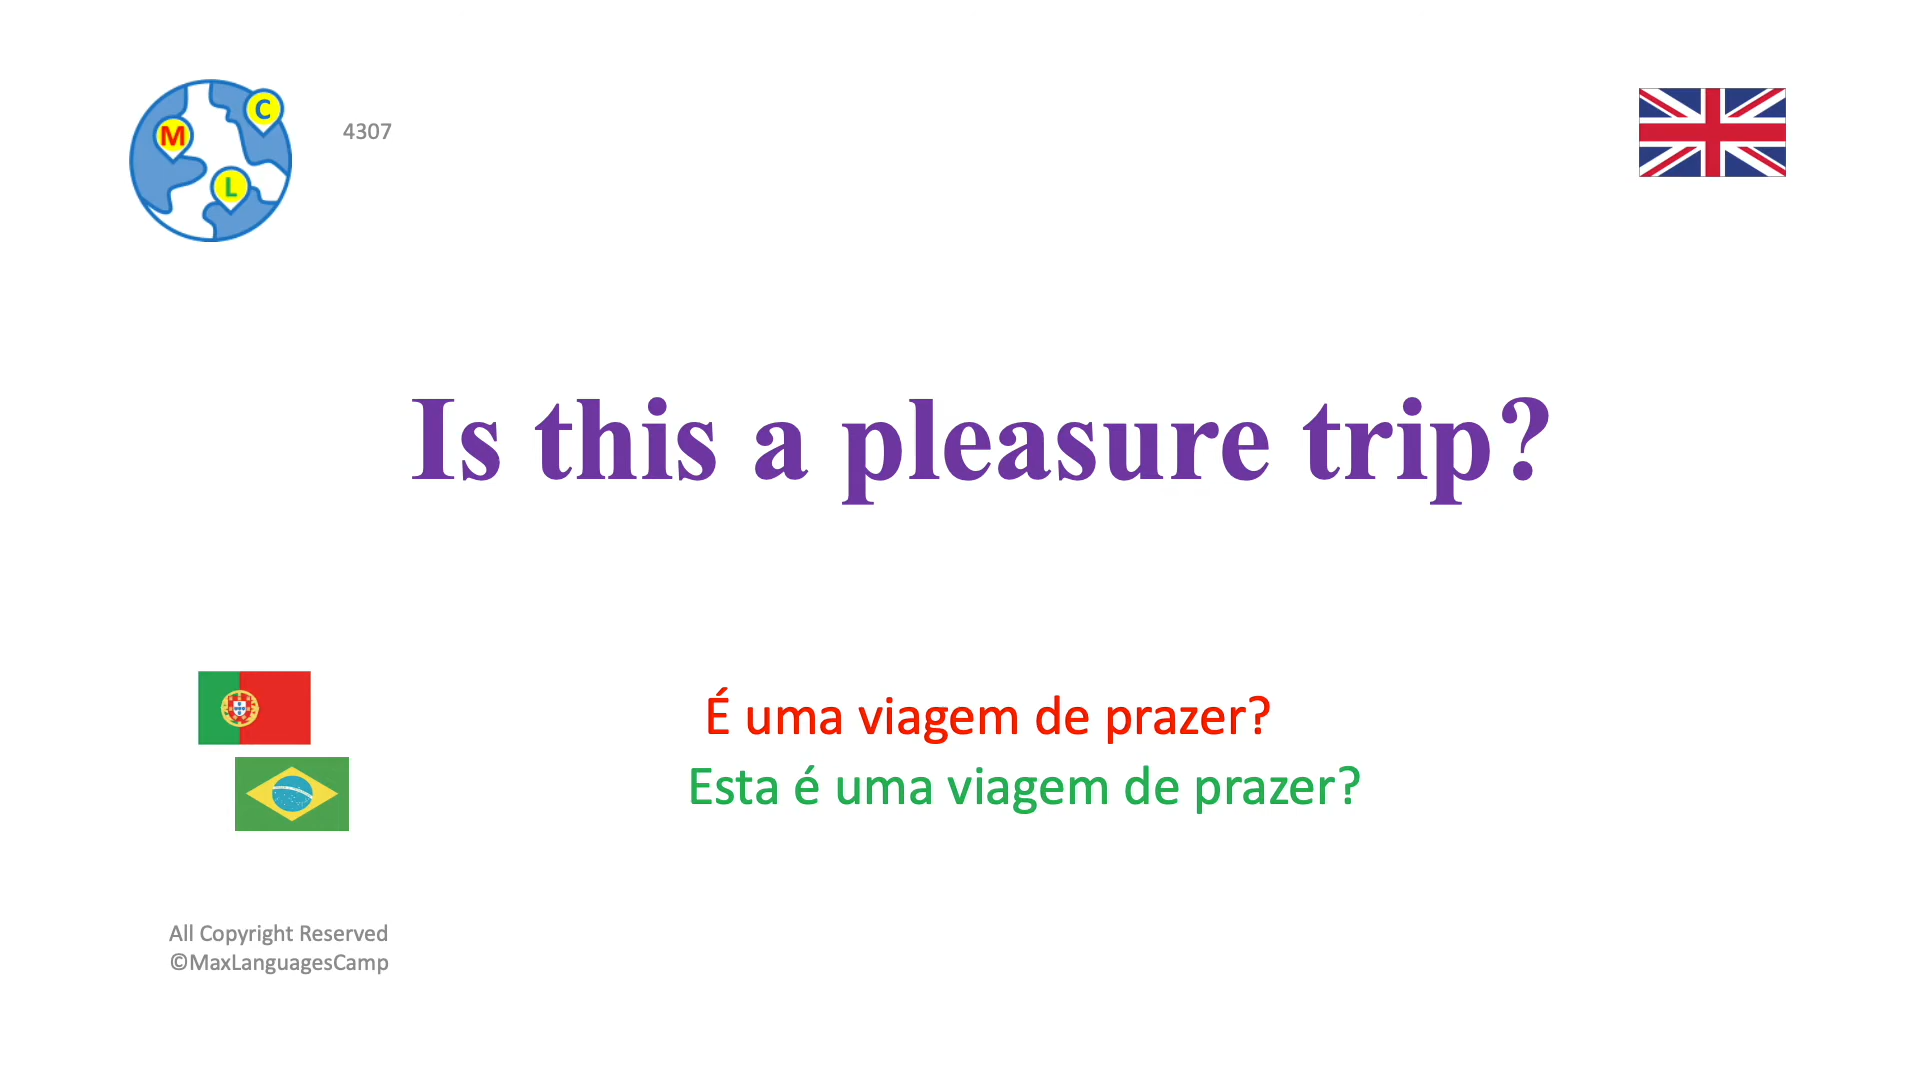 M
C
L
4307
Is this a pleasure trip?
É uma viagem de prazer?
Esta é uma viagem de prazer?
All Copyright Reserved
©MaxLanguagesCamp